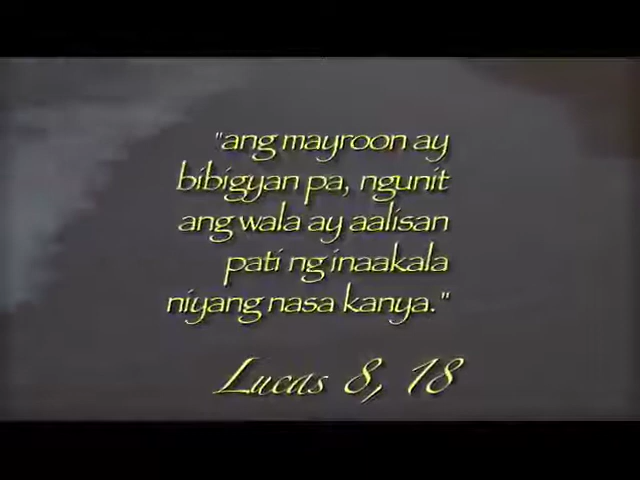 "ang mayroon ay
bibigyan pa, ngunit
ang wala ay aalisan
pati ng inaakala
niyang nasa kanya."
Lucas 8, 18